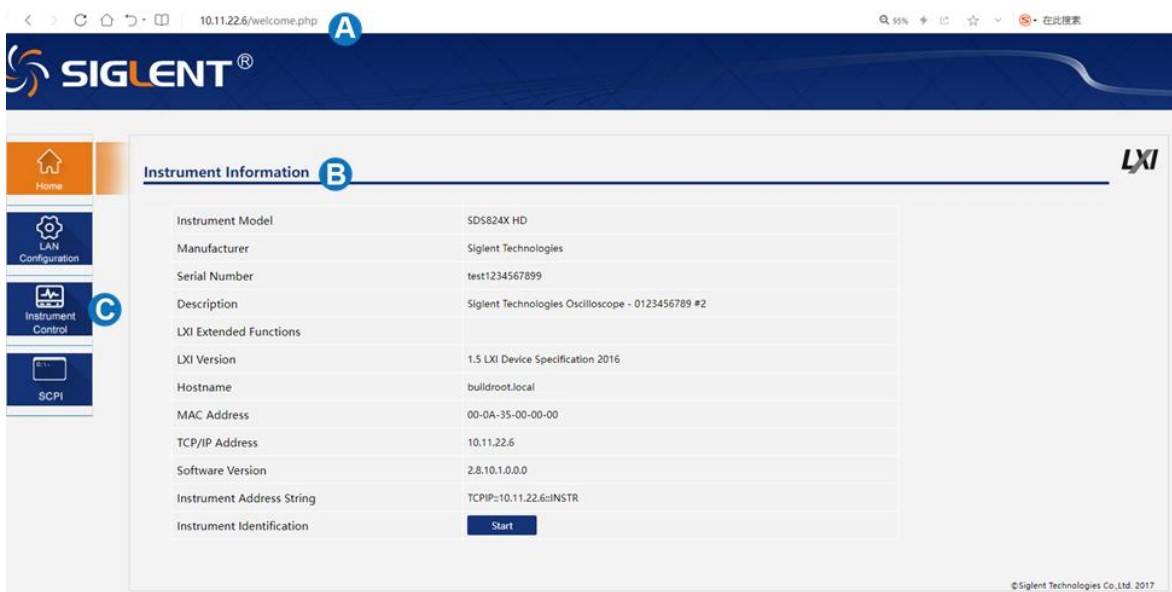 10.11.22.6/welcome.php
A
95%
在此搜索
SIGLENT®
Home
LAN
Configuration
Instrument
Control
C
SCPI
Instrument Information
B
LXI
Instrument Model SDS824X HD
Manufacturer Siglent Technologies
Serial Number test1234567899
Description Siglent Technologies Oscilloscope - 0123456789 #2
LXI Extended Functions
LXI Version 1.5 LXI Device Specification 2016
Hostname buildroot.local
MAC Address 00-0A-35-00-00-00
TCP/IP Address 10.11.22.6
Software Version 2.8.10.1.0.0.0
Instrument Address String TCPIP::10.11.22.6::INSTR
Instrument Identification Start
©Siglent Technologies Co.,Ltd. 2017